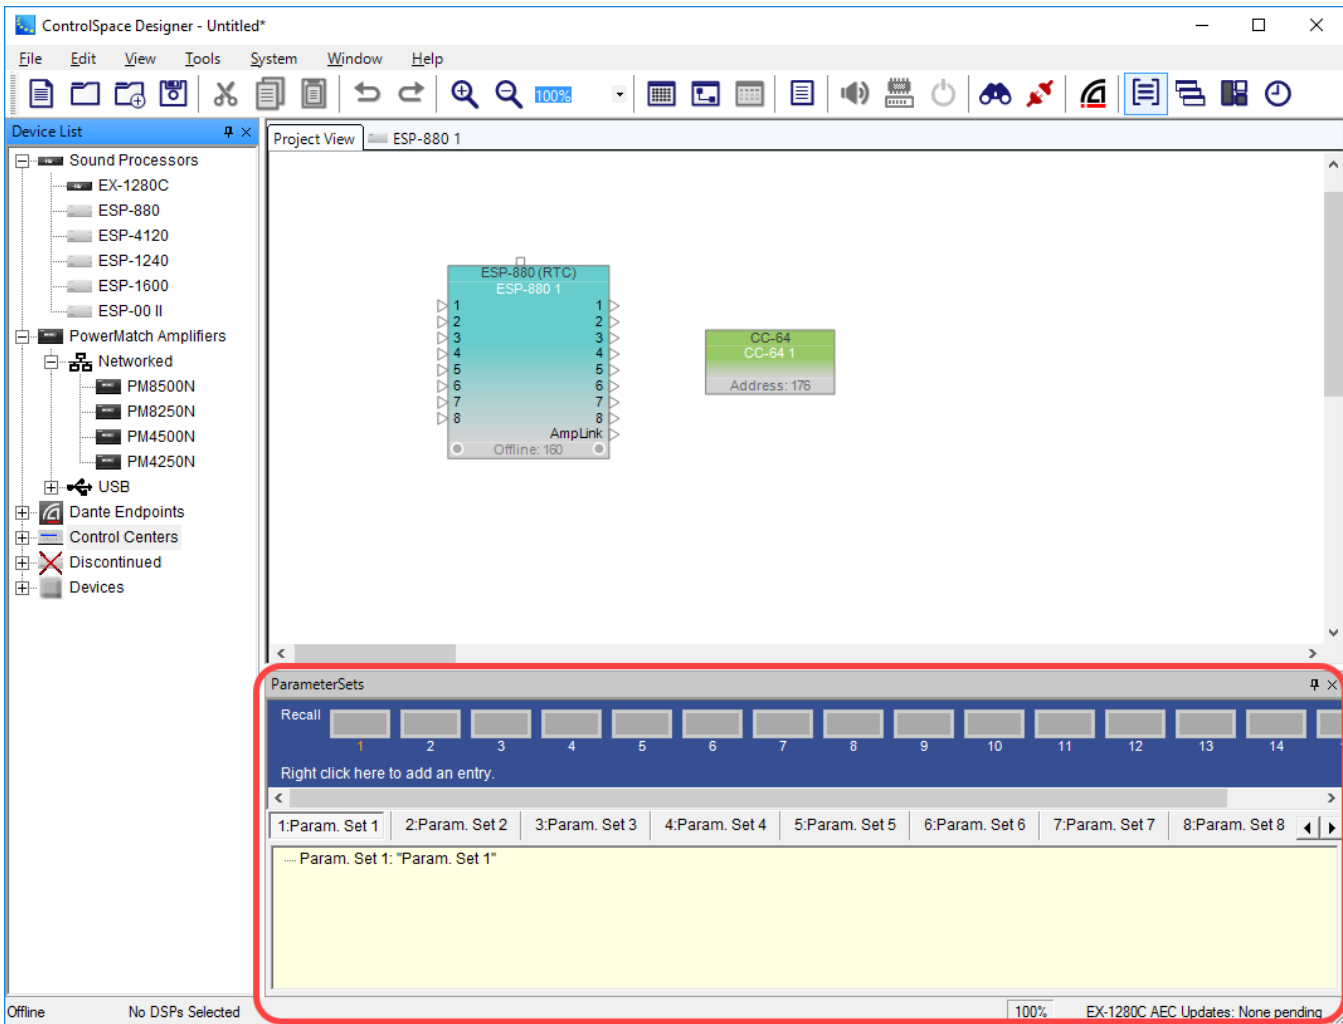 ControlSpace Designer - Untitled*
File Edit View Tools System Window Help
100%
Device List
Sound Processors
EX-1280C
ESP-880
ESP-4120
ESP-1240
ESP-1600
ESP-00 II
PowerMatch Amplifiers
Networked
PM8500N
PM8250N
PM4500N
PM4250N
USB
Dante Endpoints
Control Centers
Discontinued
Devices
Project View ESP-880 1
ESP-880 (RTC)
ESP-880 1
1 1
2 2
3 3
4 4
5 5
6 6
7 7
8 8
AmpLink
Offline: 160
CC-64
CC-64 1
Address: 176
ParameterSets
Recall
1 2 3 4 5 6 7 8 9 10 11 12 13 14
Right click here to add an entry.
1:Param. Set 1 2:Param. Set 2 3:Param. Set 3 4:Param. Set 4 5:Param. Set 5 6:Param. Set 6 7:Param. Set 7 8:Param. Set 8
Param. Set 1: "Param. Set 1"
Offline No DSPs Selected 100% EX-1280C AEC Updates: None pending